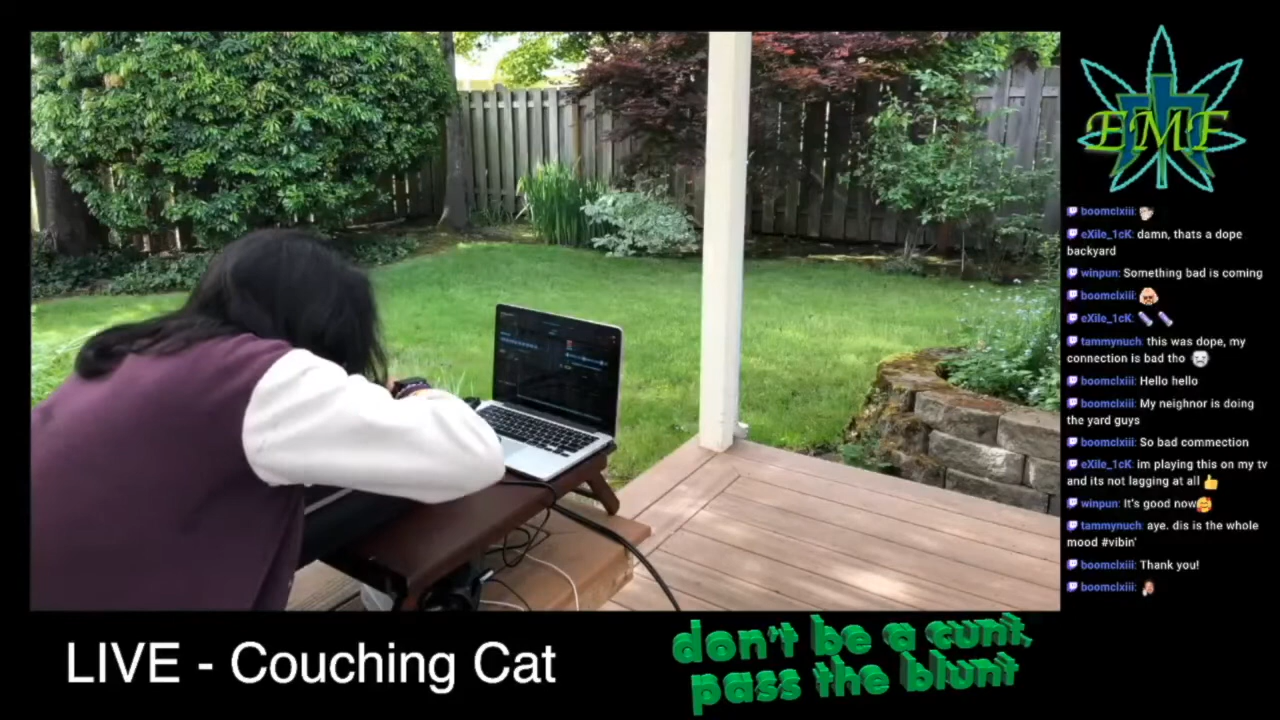 EMF
boomclxiii:
eXile_1cK: damn, thats a dope
backyard
winpun: Something bad is coming
boomclxiii:
eXile_1cK:
tammynuch: this was dope, my
connection is bad tho
boomclxiii: Hello hello
boomclxiii: My neighnor is doing
the yard guys
boomclxiii: So bad commection
eXile_1cK: im playing this on my tv
and its not lagging at all
winpun: It's good now
tammynuch: aye. dis is the whole
mood #vibin'
boomclxiii: Thank you!
boomclxiii:
LIVE - Couching Cat
don't be a cunt,
pass the blunt